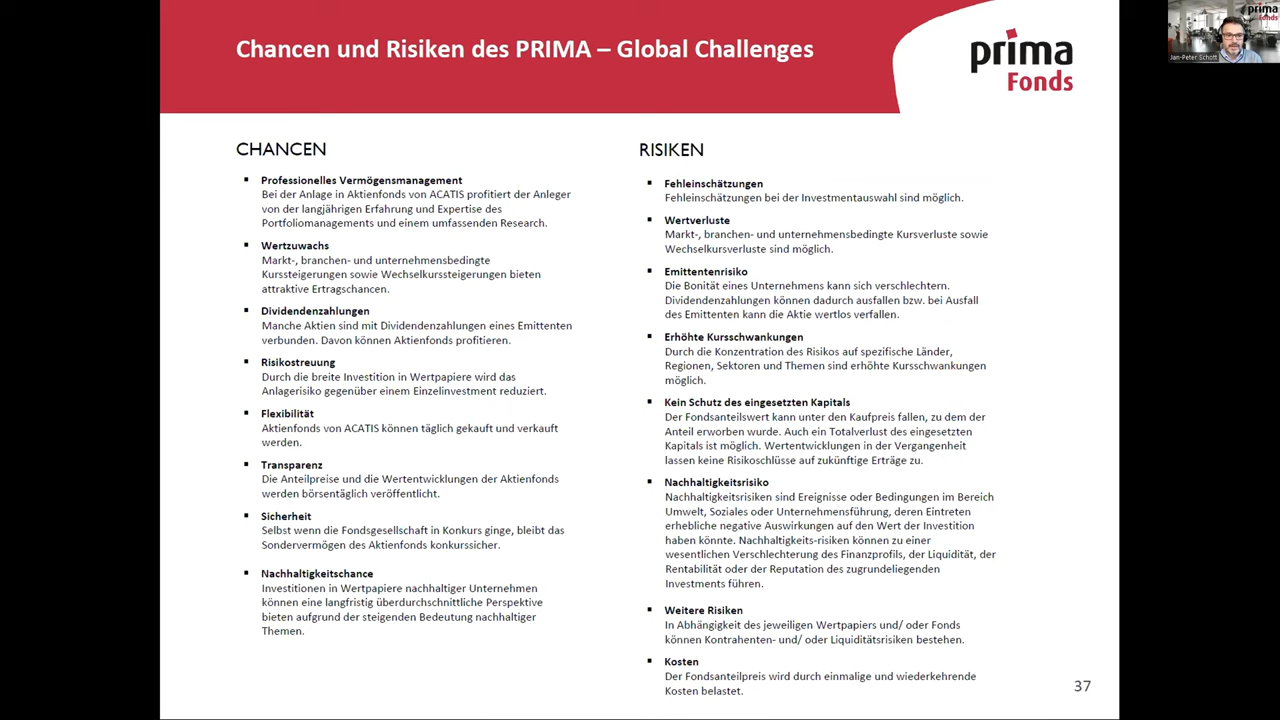 Chancen und Risiken des PRIMA – Global Challenges
prima
Fonds
prima
Fonds
Jan-Peter Schott
CHANCEN
▪ Professionelles Vermögensmanagement
Bei der Anlage in Aktienfonds von ACATIS profitiert der Anleger
von der langjährigen Erfahrung und Expertise des
Portfoliomanagements und einem umfassenden Research.
▪ Wertzuwachs
Markt-, branchen- und unternehmensbedingte
Kurssteigerungen sowie Wechselkurssteigerungen bieten
attraktive Ertragschancen.
▪ Dividendenzahlungen
Manche Aktien sind mit Dividendenzahlungen eines Emittenten
verbunden. Davon können Aktienfonds profitieren.
▪ Risikostreuung
Durch die breite Investition in Wertpapiere wird das
Anlagerisiko gegenüber einem Einzelinvestment reduziert.
▪ Flexibilität
Aktienfonds von ACATIS können täglich gekauft und verkauft
werden.
▪ Transparenz
Die Anteilpreise und die Wertentwicklungen der Aktienfonds
werden börsentäglich veröffentlicht.
▪ Sicherheit
Selbst wenn die Fondsgesellschaft in Konkurs ginge, bleibt das
Sondervermögen des Aktienfonds konkurssicher.
▪ Nachhaltigkeitschance
Investitionen in Wertpapiere nachhaltiger Unternehmen
können eine langfristig überdurchschnittliche Perspektive
bieten aufgrund der steigenden Bedeutung nachhaltiger
Themen.
RISIKEN
▪ Fehleinschätzungen
Fehleinschätzungen bei der Investmentauswahl sind möglich.
▪ Wertverluste
Markt-, branchen- und unternehmensbedingte Kursverluste sowie
Wechselkursverluste sind möglich.
▪ Emittentenrisiko
Die Bonität eines Unternehmens kann sich verschlechtern.
Dividendenzahlungen können dadurch ausfallen bzw. bei Ausfall
des Emittenten kann die Aktie wertlos verfallen.
▪ Erhöhte Kursschwankungen
Durch die Konzentration des Risikos auf spezifische Länder,
Regionen, Sektoren und Themen sind erhöhte Kursschwankungen
möglich.
▪ Kein Schutz des eingesetzten Kapitals
Der Fondsanteilswert kann unter den Kaufpreis fallen, zu dem der
Anteil erworben wurde. Auch ein Totalverlust des eingesetzten
Kapitals ist möglich. Wertentwicklungen in der Vergangenheit
lassen keine Risikoschlüsse auf zukünftige Erträge zu.
▪ Nachhaltigkeitsrisiko
Nachhaltigkeitsrisiken sind Ereignisse oder Bedingungen im Bereich
Umwelt, Soziales oder Unternehmensführung, deren Eintreten
erhebliche negative Auswirkungen auf den Wert der Investition
haben könnte. Nachhaltigkeits-risiken können zu einer
wesentlichen Verschlechterung des Finanzprofils, der Liquidität, der
Rentabilität oder der Reputation des zugrundeliegenden
Investments führen.
▪ Weitere Risiken
In Abhängigkeit des jeweiligen Wertpapiers und/ oder Fonds
können Kontrahenten- und/ oder Liquiditätsrisiken bestehen.
▪ Kosten
Der Fondsanteilpreis wird durch einmalige und wiederkehrende
Kosten belastet.
37